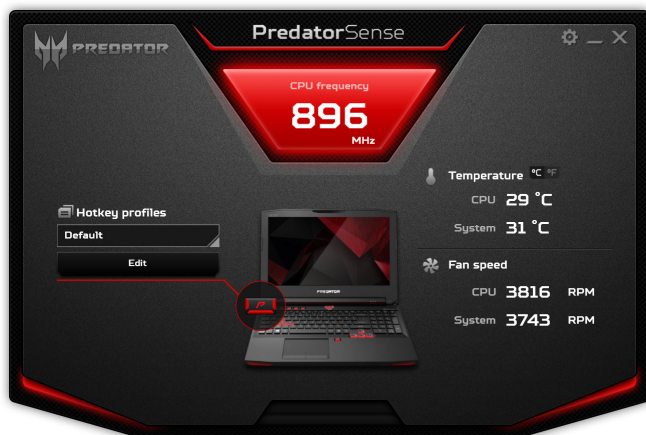 PredatorSense
PREDATOR
CPU frequency
896
MHz
Temperature °C °F
CPU 29 °C
System 31 °C
Hotkey profiles
Default
Edit
Fan speed
CPU 3816 RPM
System 3743 RPM
PREDATOR
P